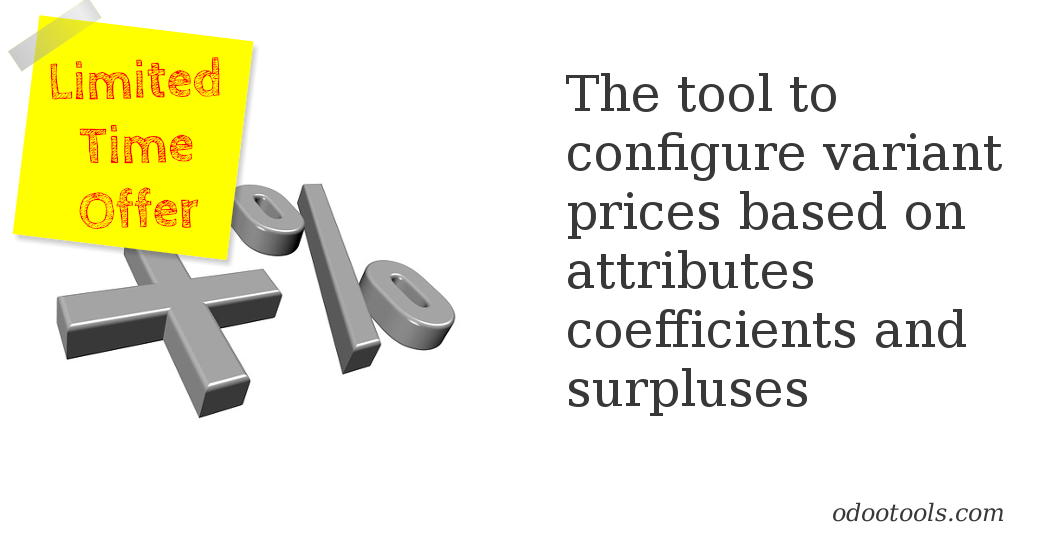 Limited
Time
Offer
+%
The tool to
configure variant
prices based on
attributes
coefficients and
surpluses
odootools.com